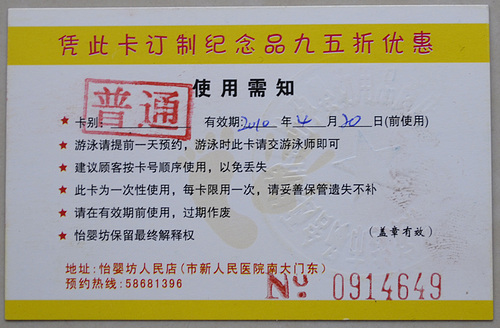 凭此卡订制纪念品九五折优惠
使用需知
普通
★ 卡别: 有效期:2010 年 4 月 30 日(前使用)
★ 游泳请提前一天预约，游泳时此卡请交游泳师即可
★ 建议顾客按卡号顺序使用，以免丢失
★ 此卡为一次性使用，每卡限用一次，请妥善保管遗失不补
★ 请在有效期前使用，过期作废
★ 怡婴坊保留最终解释权
(盖章有效)
地址: 怡婴坊人民店(市新人民医院南大门东)
预约热线: 58681396
No: 0914649